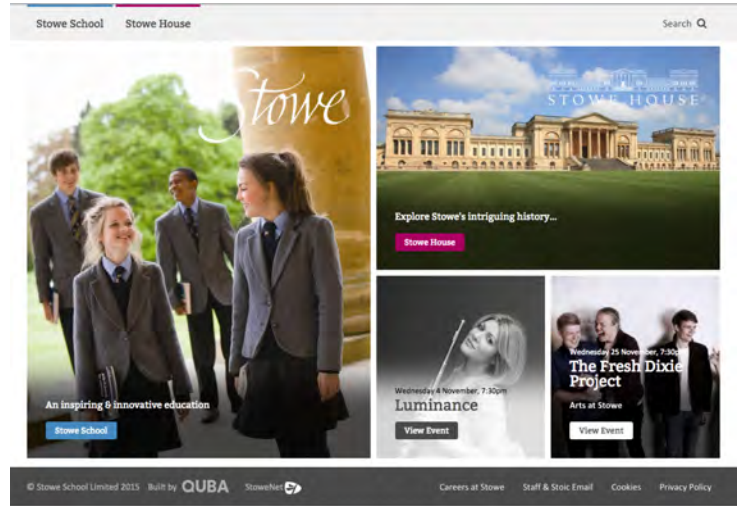 Stowe School Stowe House Search
Stowe
STOWE HOUSE
Explore Stowe's intriguing history...
Stowe House
An inspiring & innovative education
Stowe School
Wednesday 4 November, 7:30pm
Luminance
View Event
Wednesday 25 November, 7:30pm
The Fresh Dixie
Project
Arts at Stowe
View Event
© Stowe School Limited 2015 Built by QUBA StoweNet Careers at Stowe Staff & Stoic Email Cookies Privacy Policy